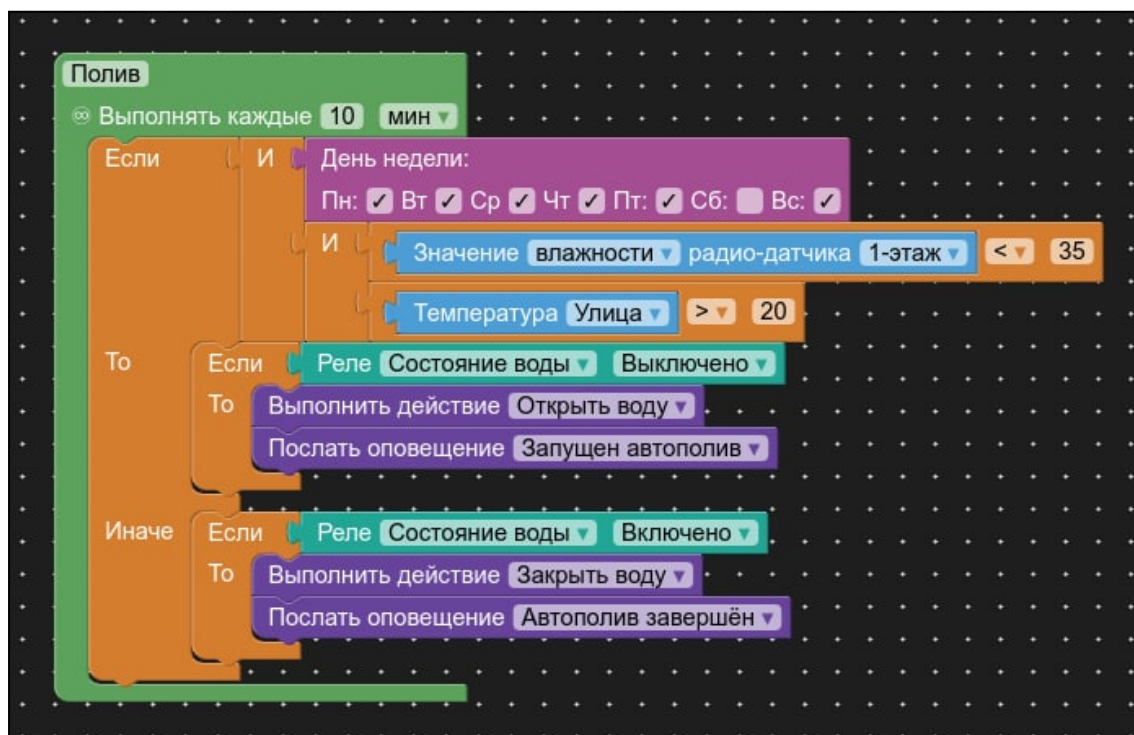 Полив
Выполнять каждые 10 мин
Если И День недели:
Пн: Вт Ср Чт Пт: Сб: Вс:
И Значение влажности радио-датчика 1-этаж < 35
Температура Улица > 20
То Если Реле Состояние воды Выключено
То Выполнить действие Открыть воду
Послать оповещение Запущен автополив
Иначе Если Реле Состояние воды Включено
То Выполнить действие Закрыть воду
Послать оповещение Автополив завершён